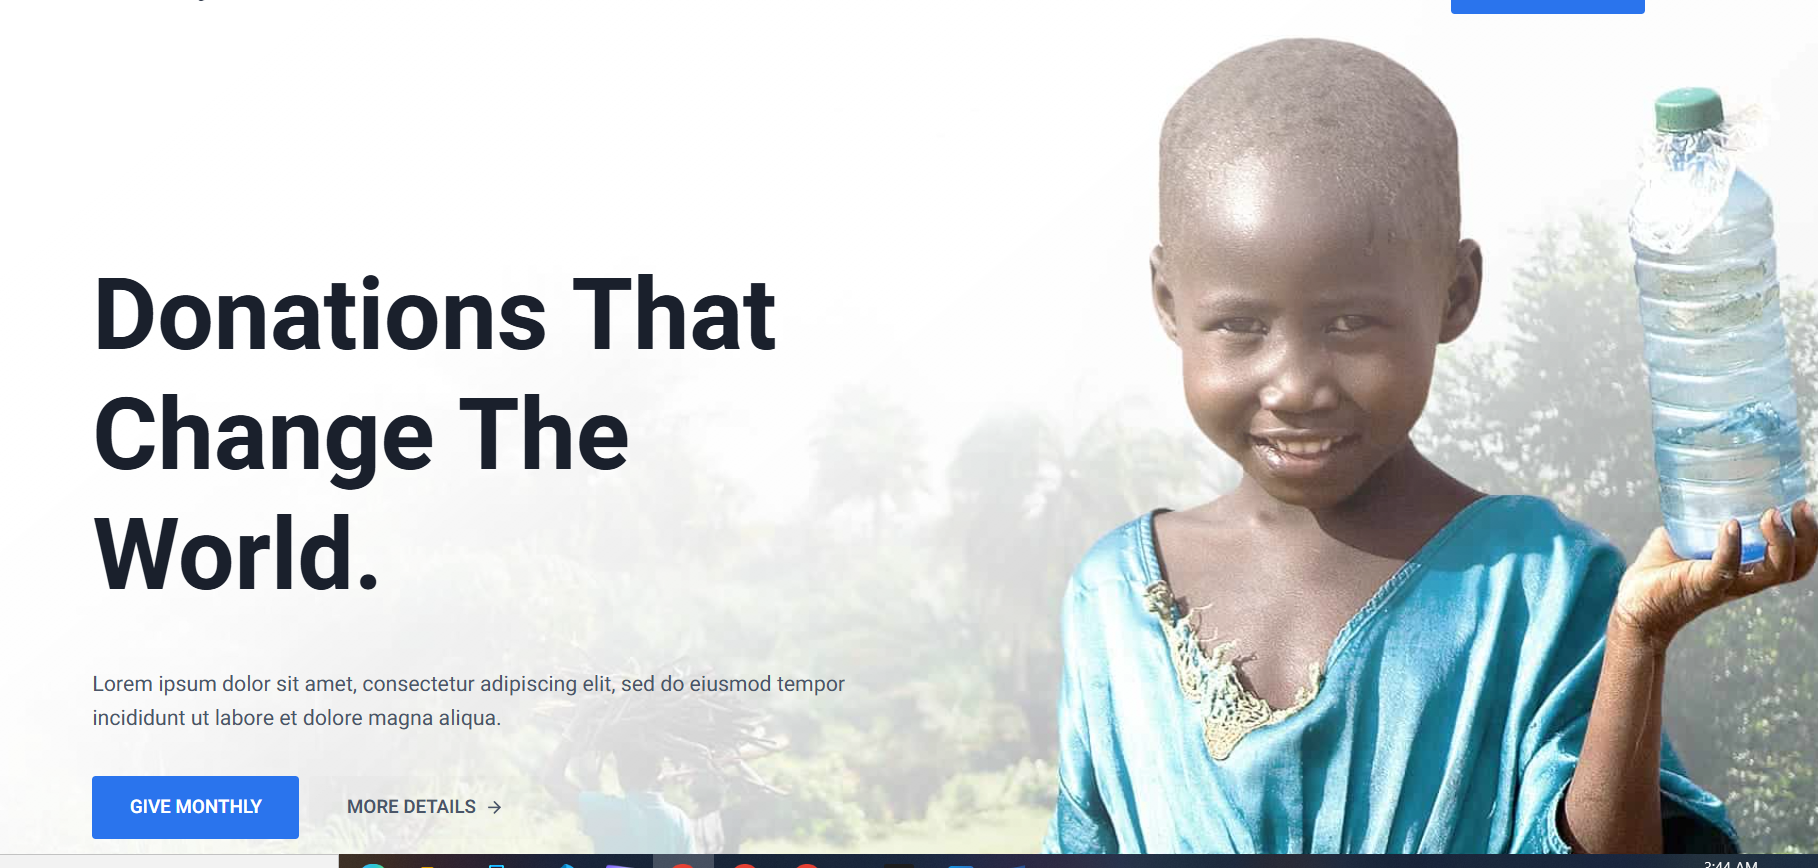 Donations That
Change The
World.
Lorem ipsum dolor sit amet, consectetur adipiscing elit, sed do eiusmod tempor
incididunt ut labore et dolore magna aliqua.
GIVE MONTHLY
MORE DETAILS →